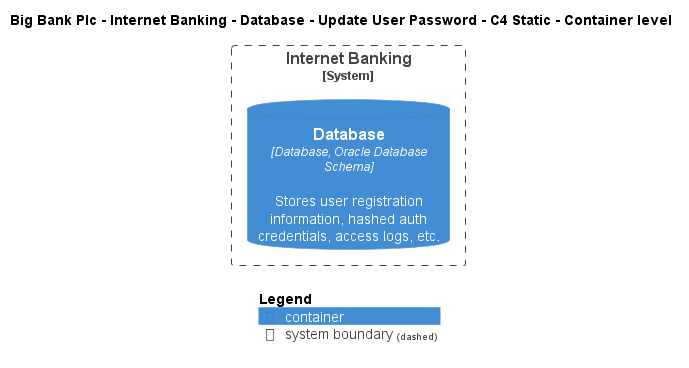 Big Bank Plc - Internet Banking - Database - Update User Password - C4 Static - Container level
Internet Banking
[System]
Database
[Database, Oracle Database
Schema]
Stores user registration
information, hashed auth
credentials, access logs, etc.
Legend
container
system boundary (dashed)